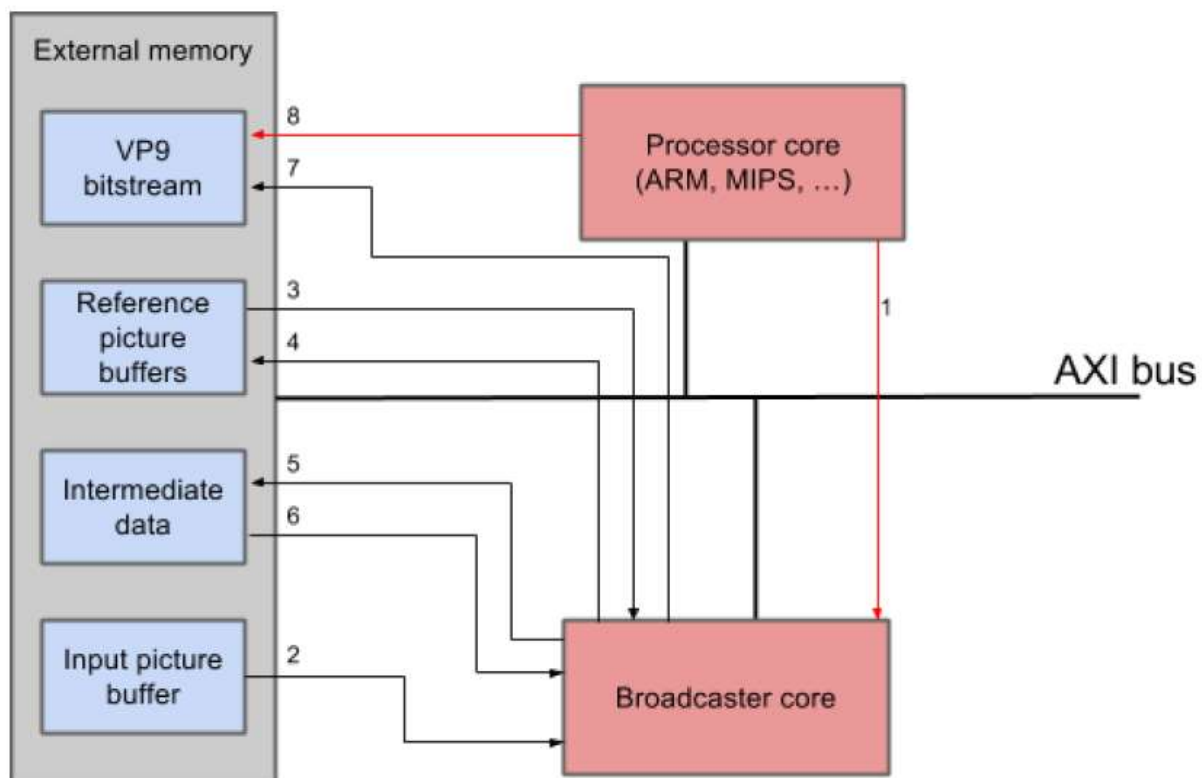 External memory
VP9
bitstream
Reference
picture
buffers
Intermediate
data
Input picture
buffer
8
7
3
4
5
6
2
Processor core
(ARM, MIPS, …)
1
AXI bus
Broadcaster core